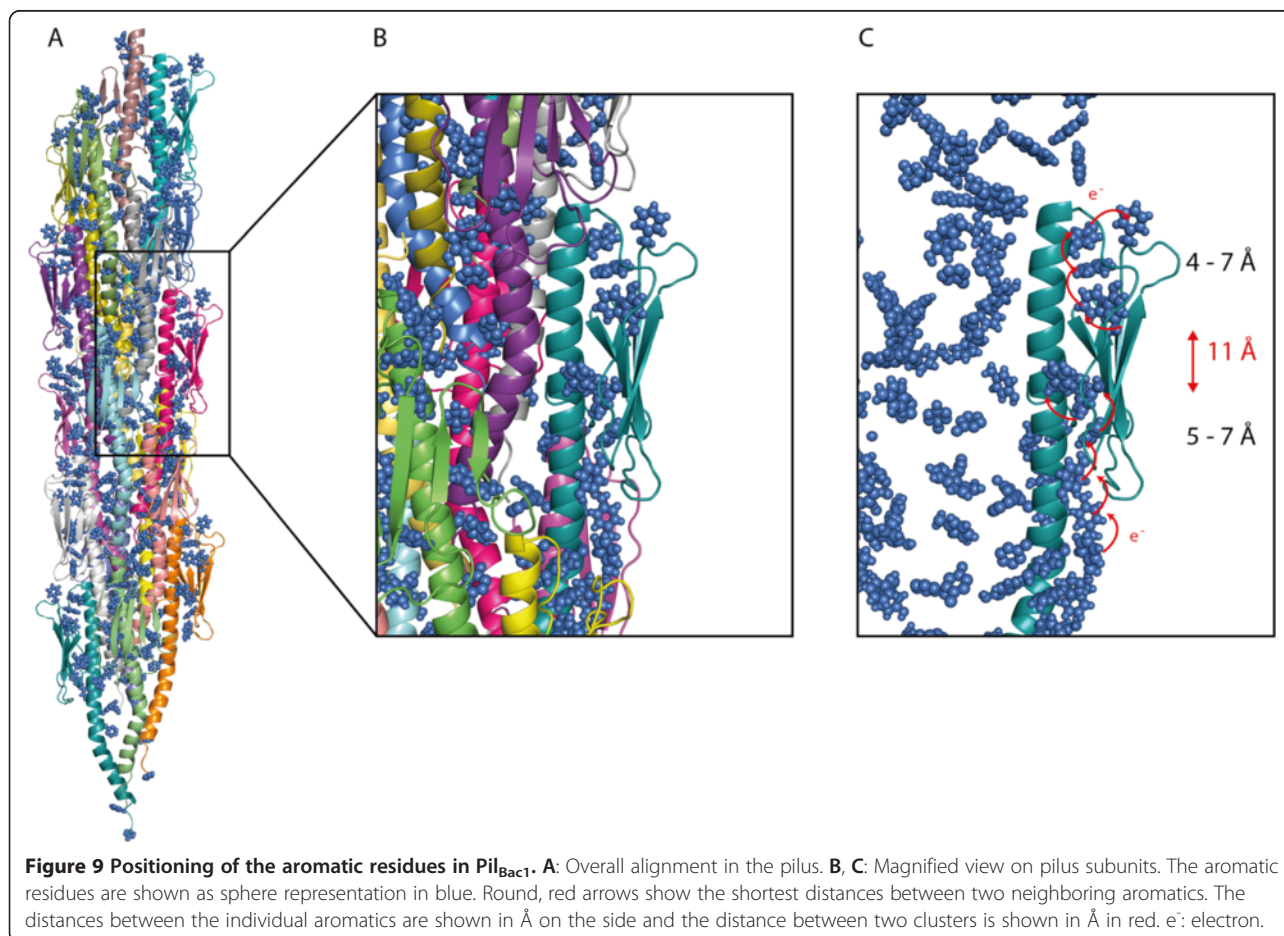 A
B
C
e-
4 - 7 Å
11 Å
5 - 7 Å
e-
Figure 9 Positioning of the aromatic residues in PilBac1. A: Overall alignment in the pilus. B, C: Magnified view on pilus subunits. The aromatic
residues are shown as sphere representation in blue. Round, red arrows show the shortest distances between two neighboring aromatics. The
distances between the individual aromatics are shown in Å on the side and the distance between two clusters is shown in Å in red. e-: electron.